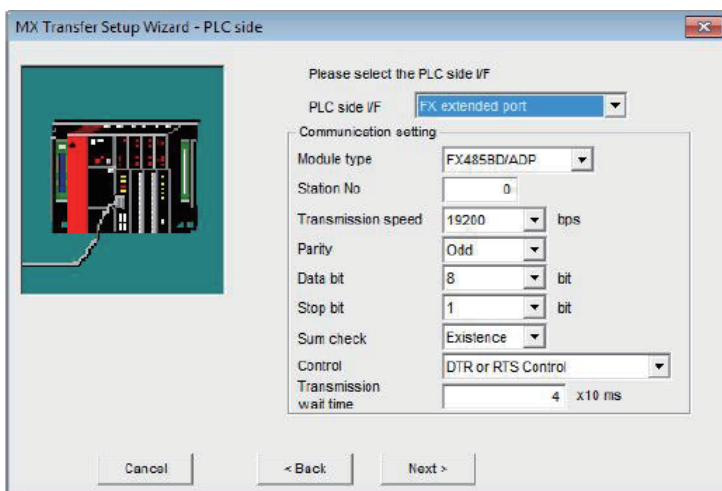 MX Transfer Setup Wizard - PLC side
Please select the PLC side I/F
PLC side I/F FX extended port
Communication setting
Module type FX485BD/ADP
Station No 0
Transmission speed 19200 bps
Parity Odd
Data bit 8 bit
Stop bit 1 bit
Sum check Existence
Control DTR or RTS Control
Transmission
wait time 4 x10 ms
Cancel < Back Next >